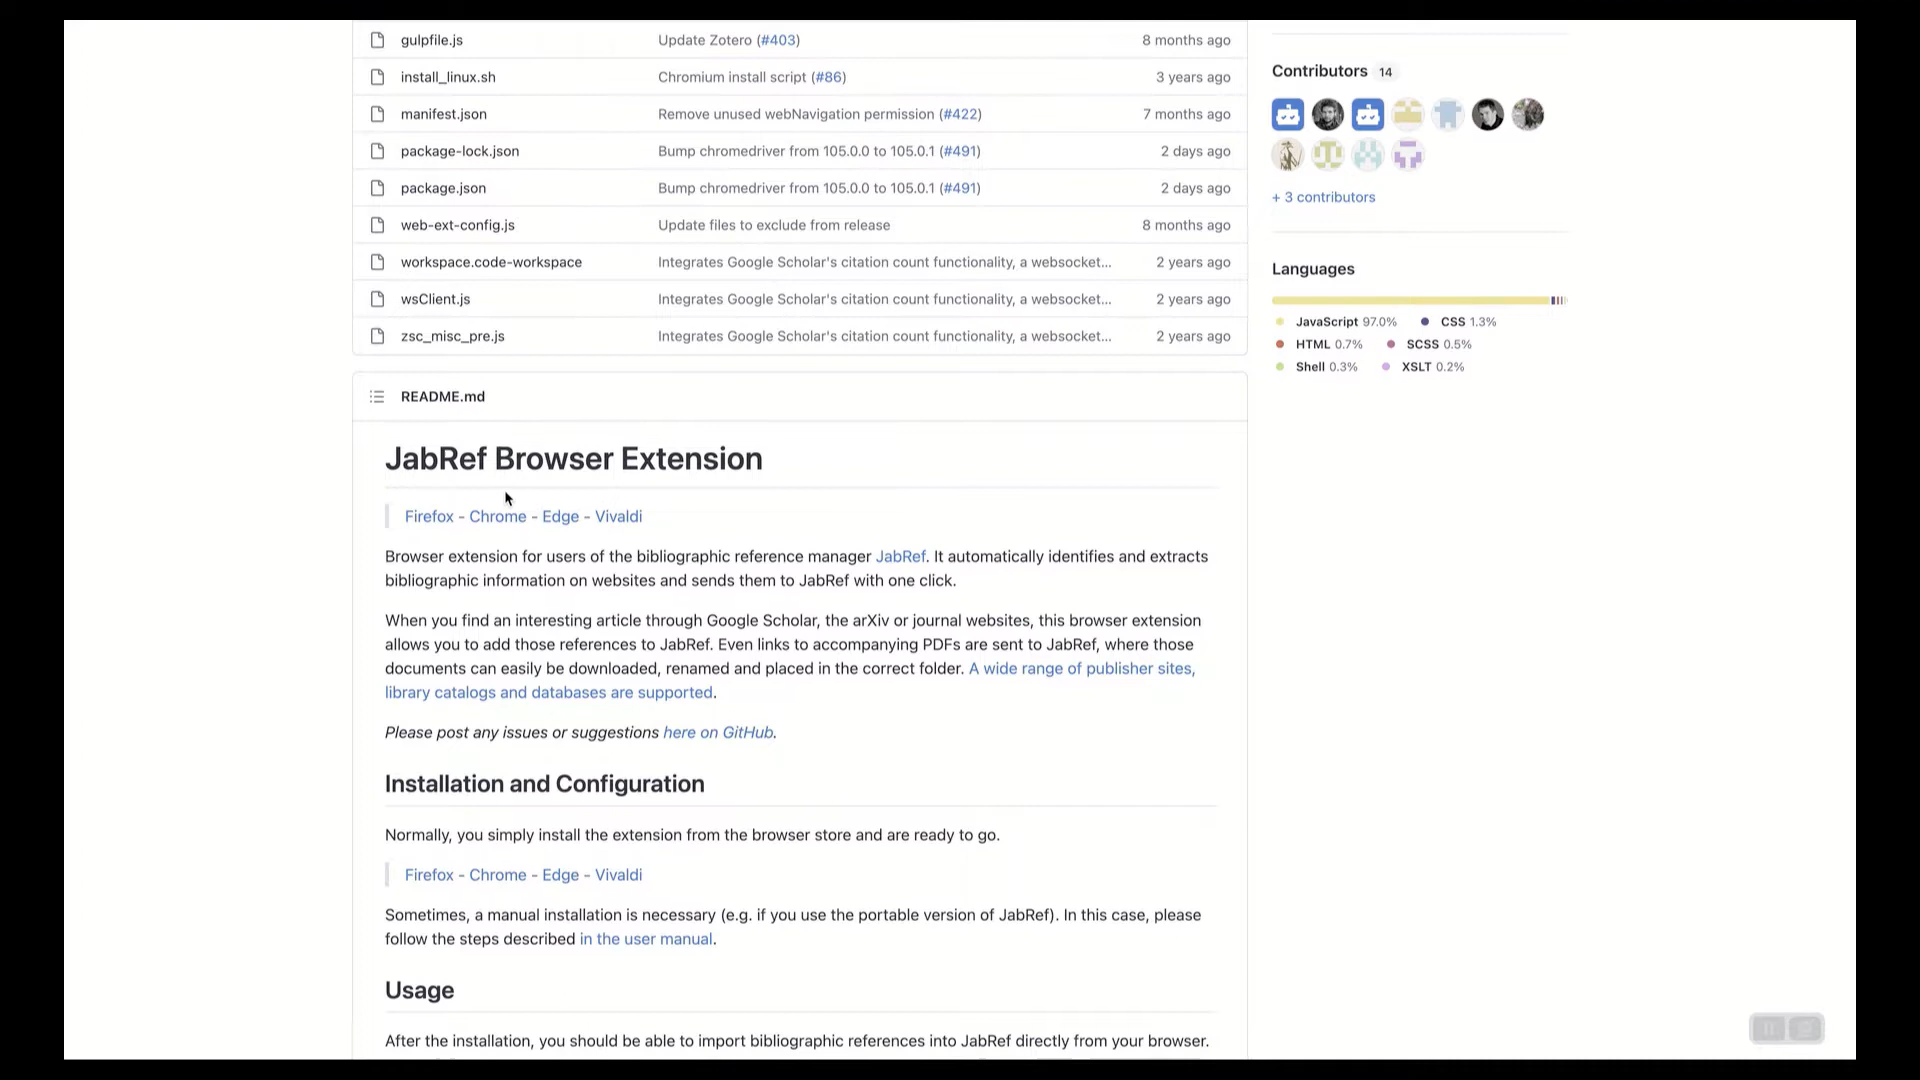 gulpfile.js Update Zotero (#403) 8 months ago
install_linux.sh Chromium install script (#86) 3 years ago
manifest.json Remove unused webNavigation permission (#422) 7 months ago
package-lock.json Bump chromedriver from 105.0.0 to 105.0.1 (#491) 2 days ago
package.json Bump chromedriver from 105.0.0 to 105.0.1 (#491) 2 days ago
web-ext-config.js Update files to exclude from release 8 months ago
workspace.code-workspace Integrates Google Scholar's citation count functionality, a websocket... 2 years ago
wsClient.js Integrates Google Scholar's citation count functionality, a websocket... 2 years ago
zsc_misc_pre.js Integrates Google Scholar's citation count functionality, a websocket... 2 years ago
README.md
JabRef Browser Extension
Firefox - Chrome - Edge - Vivaldi
Browser extension for users of the bibliographic reference manager JabRef. It automatically identifies and extracts
bibliographic information on websites and sends them to JabRef with one click.
When you find an interesting article through Google Scholar, the arXiv or journal websites, this browser extension
allows you to add those references to JabRef. Even links to accompanying PDFs are sent to JabRef, where those
documents can easily be downloaded, renamed and placed in the correct folder. A wide range of publisher sites,
library catalogs and databases are supported.
Please post any issues or suggestions here on GitHub.
Installation and Configuration
Normally, you simply install the extension from the browser store and are ready to go.
Firefox - Chrome - Edge - Vivaldi
Sometimes, a manual installation is necessary (e.g. if you use the portable version of JabRef). In this case, please
follow the steps described in the user manual.
Usage
After the installation, you should be able to import bibliographic references into JabRef directly from your browser.
Contributors 14
+ 3 contributors
Languages
JavaScript 97.0% CSS 1.3%
HTML 0.7% SCSS 0.5%
Shell 0.3% XSLT 0.2%